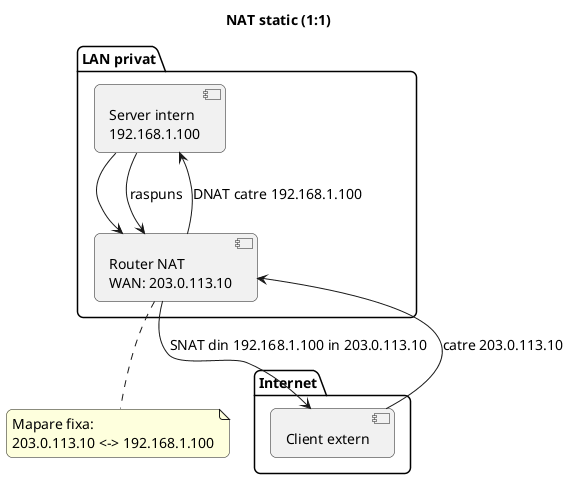 NAT static (1:1)
LAN privat
Server intern
192.168.1.100
raspuns
DNAT catre 192.168.1.100
Router NAT
WAN: 203.0.113.10
SNAT din 192.168.1.100 in 203.0.113.10
catre 203.0.113.10
Internet
Mapare fixa:
203.0.113.10 <-> 192.168.1.100
Client extern